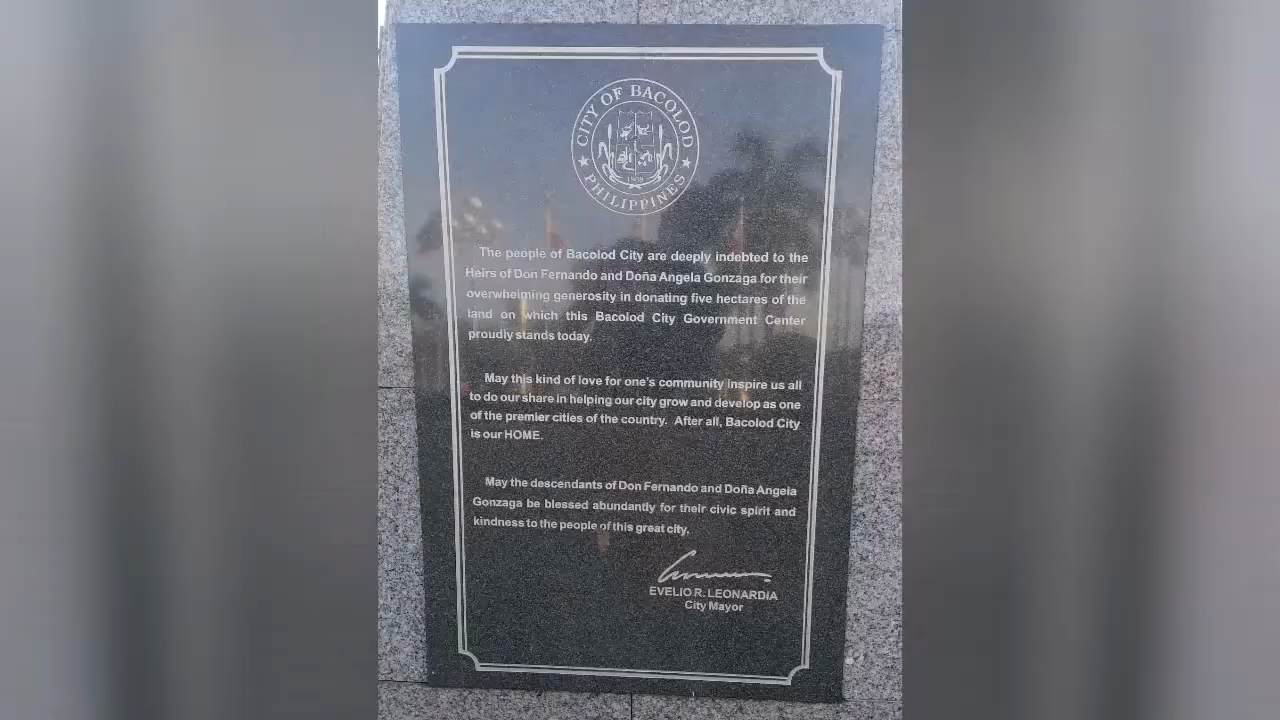 CITY OF BACOLOD
PHILIPPINES
1938
The people of Bacolod City are deeply indebted to the
Heirs of Don Fernando and Doña Angela Gonzaga for their
overwhelming generosity in donating five hectares of the
land on which this Bacolod City Government Center
proudly stands today.
May this kind of love for one's community inspire us all
to do our share in helping our city grow and develop as one
of the premier cities of the country. After all, Bacolod City
is our HOME.
May the descendants of Don Fernando and Doña Angela
Gonzaga be blessed abundantly for their civic spirit and
kindness to the people of this great city.
EVELIO R. LEONARDIA
City Mayor